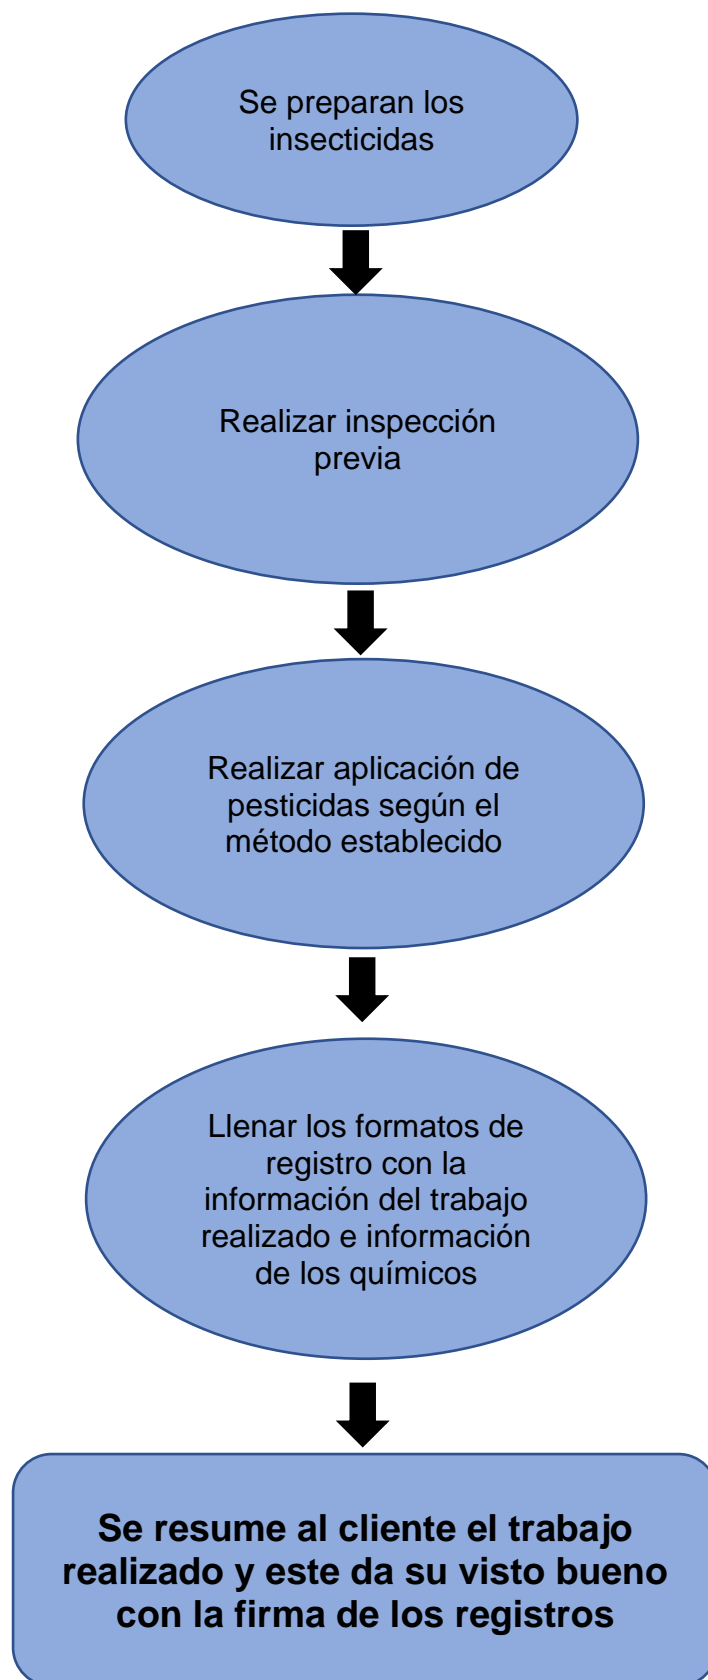 Se preparan los
insecticidas
Realizar inspección
previa
Realizar aplicación de
pesticidas según el
método establecido
Llenar los formatos de
registro con la
información del trabajo
realizado e información
de los químicos
Se resume al cliente el trabajo
realizado y este da su visto bueno
con la firma de los registros